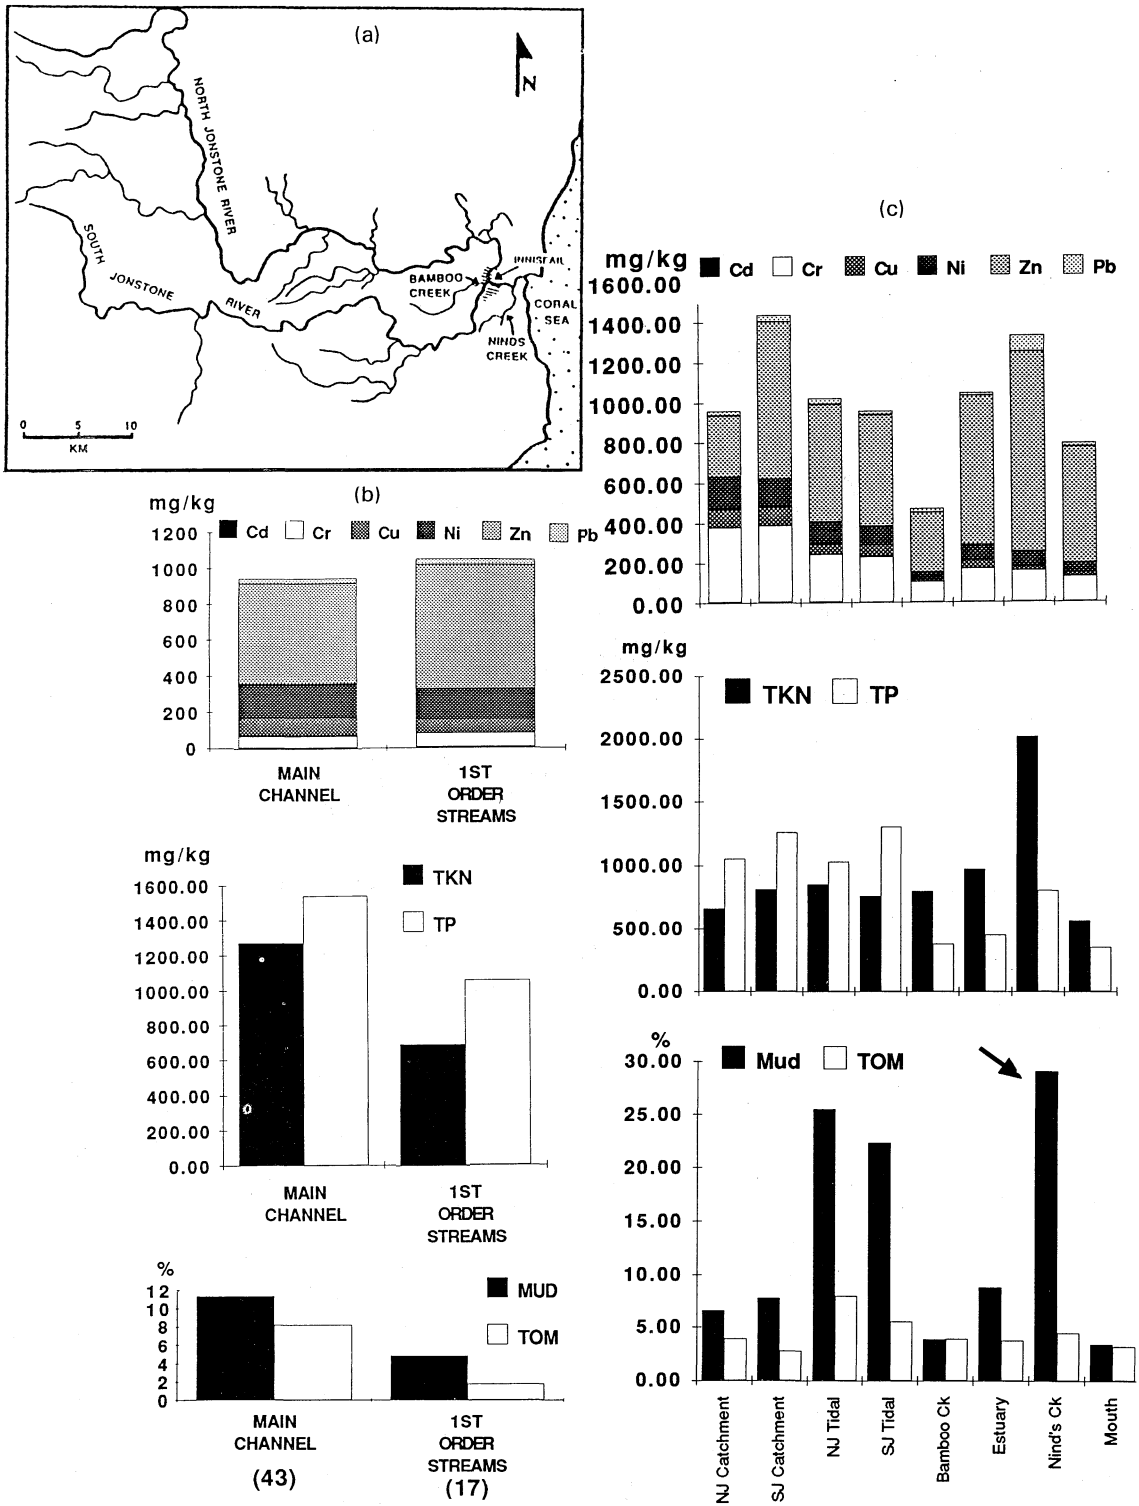 (a)
N
NORTH JONSTONE RIVER
SOUTH
JONSTONE
RIVER
BAMBOO
CREEK
INNISFAIL
CORAL
SEA
NINDS
CREEK
0 5 10
KM
(b)
mg/kg
Cd Cr Cu Ni Zn Pb
1200
1000
800
600
400
200
0
MAIN
CHANNEL
1ST
ORDER
STREAMS
mg/kg
TKN
TP
1600.00
1400.00
1200.00
1000.00
800.00
600.00
400.00
200.00
0.00
MAIN
CHANNEL
1ST
ORDER
STREAMS
%
MUD
TOM
12
10
8
6
4
2
0
MAIN
CHANNEL
(43)
1ST
ORDER
STREAMS
(17)
(c)
mg/kg
Cd Cr Cu Ni Zn Pb
1600.00
1400.00
1200.00
1000.00
800.00
600.00
400.00
200.00
0.00
mg/kg
TKN TP
2500.00
2000.00
1500.00
1000.00
500.00
0.00
%
Mud TOM
30.00
25.00
20.00
15.00
10.00
5.00
0.00
NJ Catchment
SJ Catchment
NJ Tidal
SJ Tidal
Bamboo Ck
Estuary
Nind's Ck
Mouth